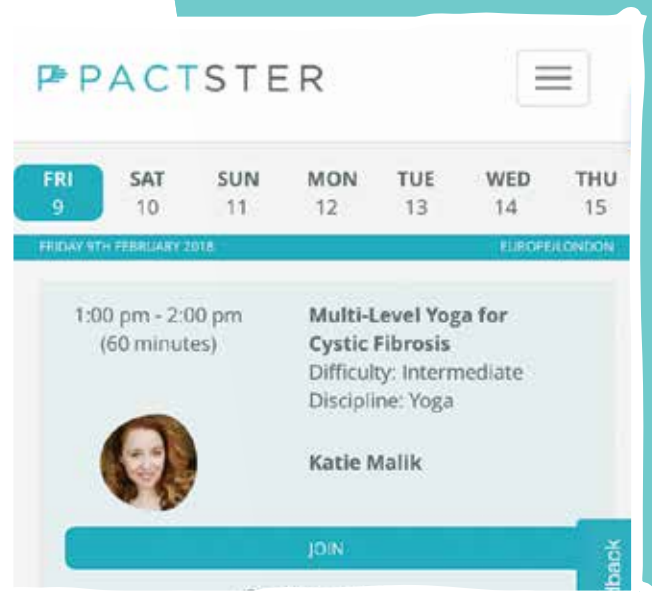 PACTSTER
FRI SAT SUN MON TUE WED THU
9 10 11 12 13 14 15
FRIDAY 9TH FEBRUARY 2018 EUROPE/LONDON
1:00 pm - 2:00 pm
(60 minutes)
Multi-Level Yoga for
Cystic Fibrosis
Difficulty: Intermediate
Discipline: Yoga
Katie Malik
JOIN
dback